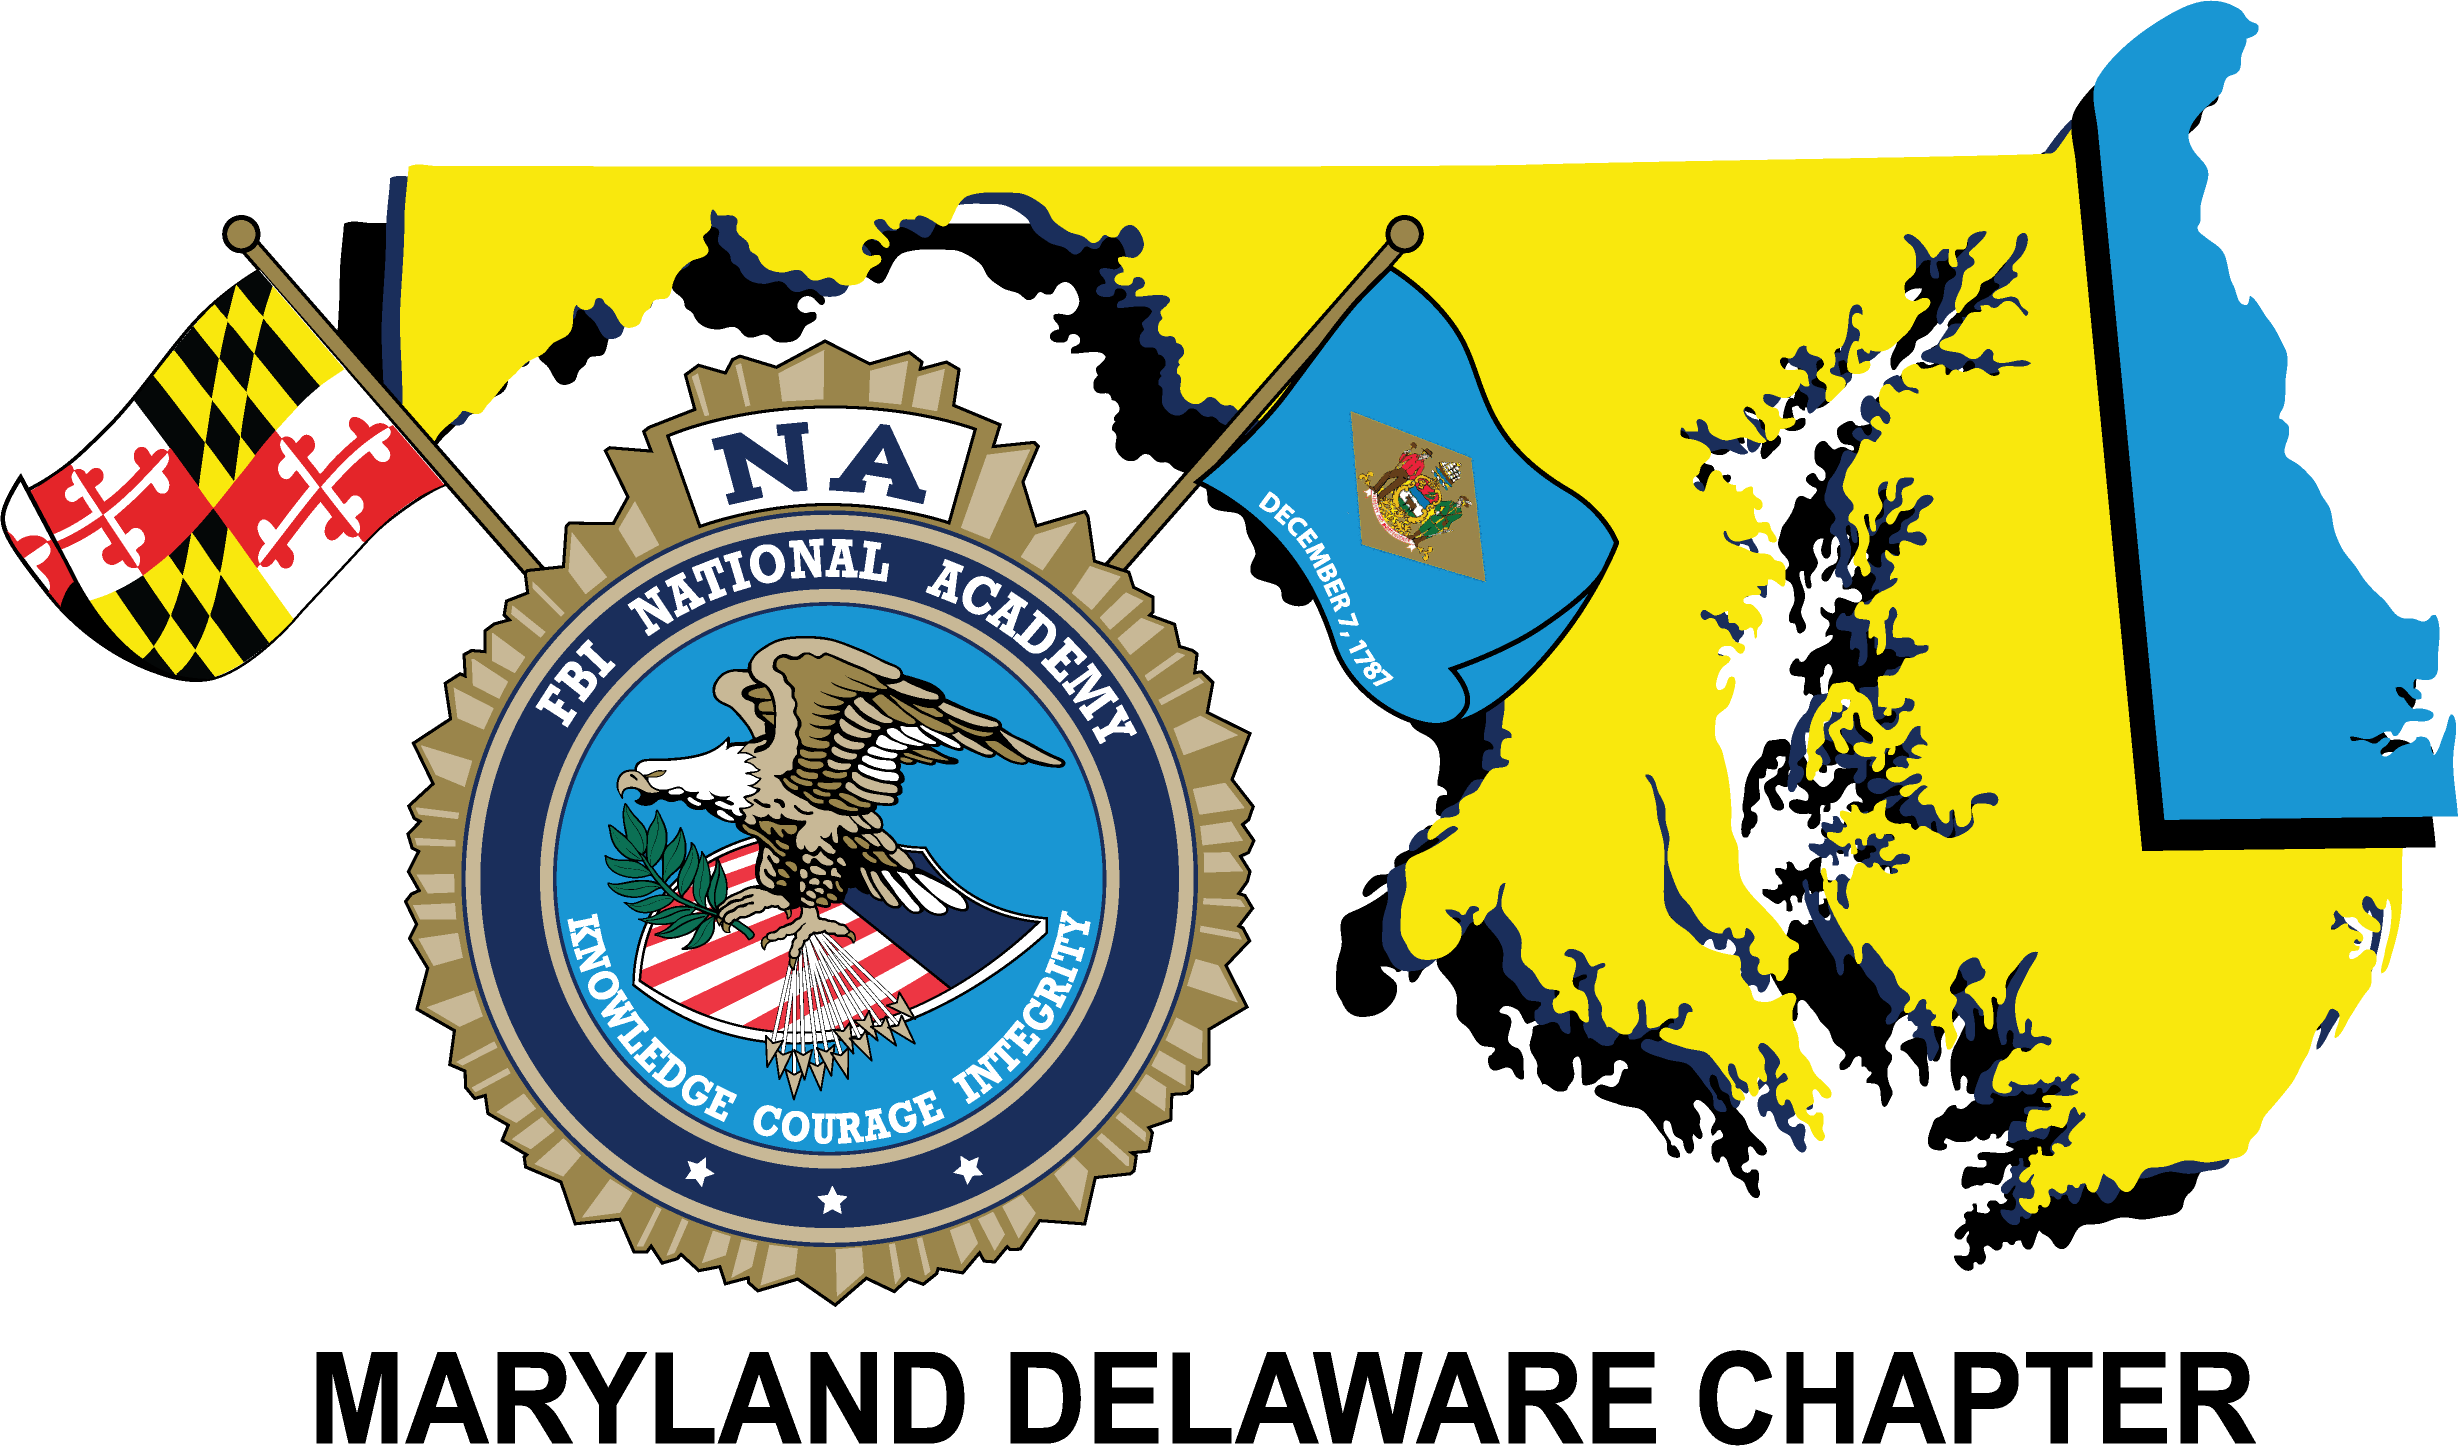 NA
FBI NATIONAL ACADEMY
KNOWLEDGE COURAGE INTEGRITY
DECEMBER 7, 1787
MARYLAND DELAWARE CHAPTER